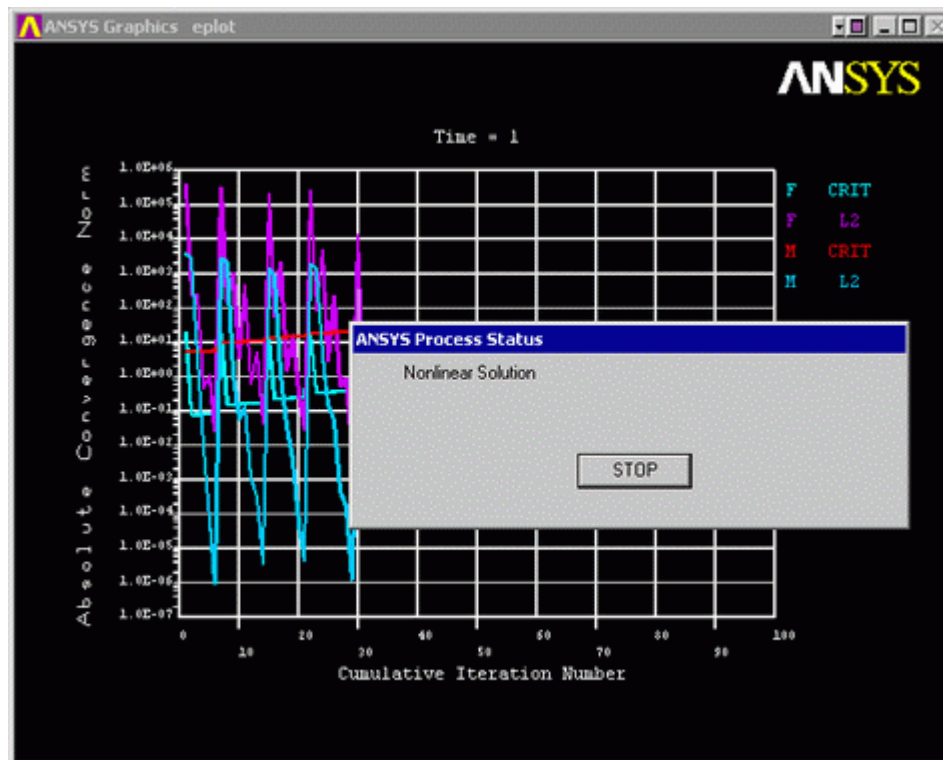 ANSYS Graphics eplot
ANSYS
Time = 1
Absolute Convergence Norm
1.0E+06
1.0E+05
1.0E+04
1.0E+03
1.0E+02
1.0E+01
1.0E+00
1.0E-01
1.0E-02
1.0E-03
1.0E-04
1.0E-05
1.0E-06
1.0E-07
F CRIT
F L2
M CRIT
M L2
ANSYS Process Status
Nonlinear Solution
STOP
0 20 40 60 80 100
10 30 50 70 90
Cumulative Iteration Number